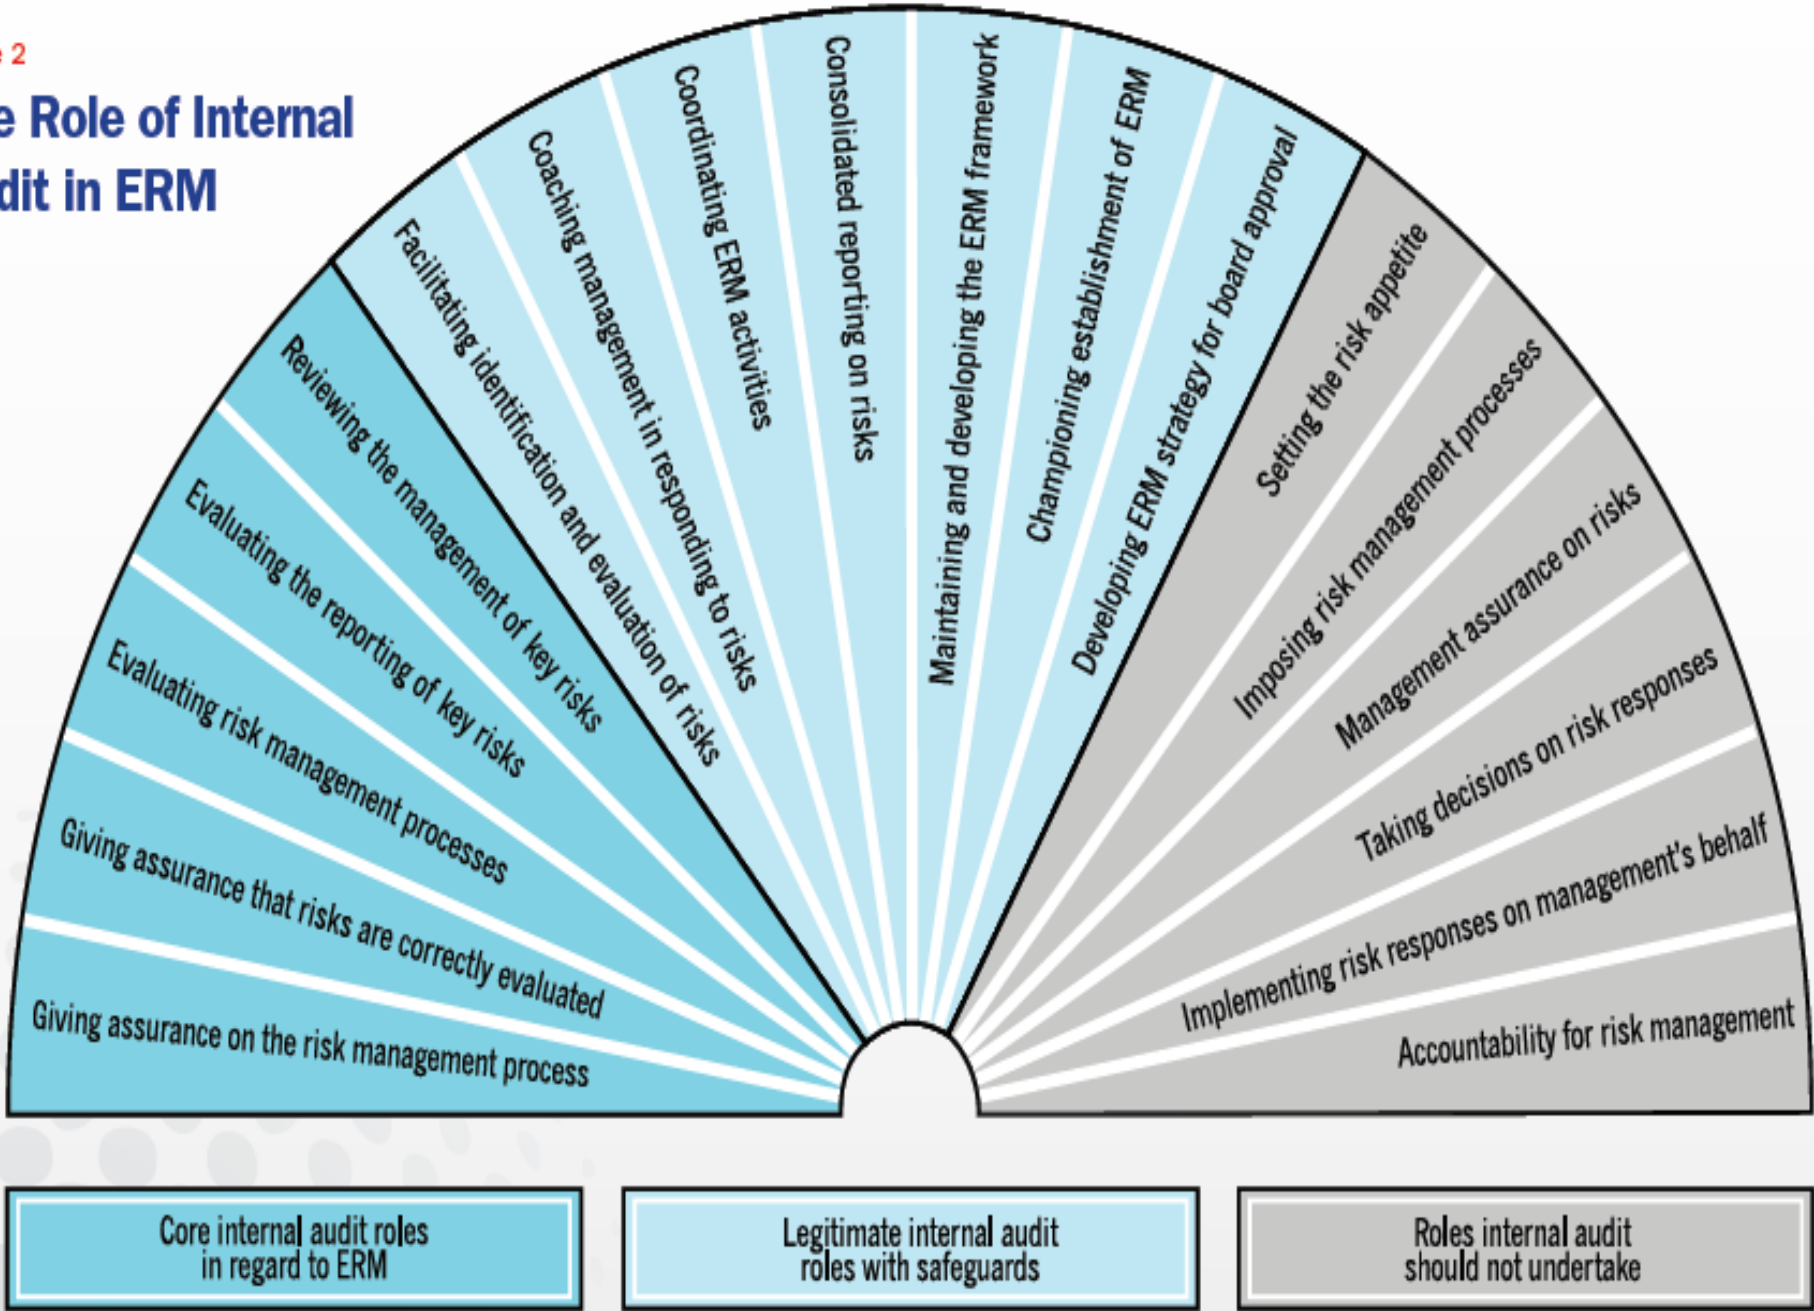 2
Role of Internal
in ERM
Giving assurance on the risk management process
Giving assurance that risks are correctly evaluated
Evaluating risk management processes
Evaluating the reporting of key risks
Reviewing the management of key risks
Facilitating identification and evaluation of risks
Coaching management in responding to risks
Coordinating ERM activities
Consolidated reporting on risks
Maintaining and developing the ERM framework
Championing establishment of ERM
Developing ERM strategy for board approval
Setting the risk appetite
Imposing risk management processes
Management assurance on risks
Taking decisions on risk responses
Implementing risk responses on management's behalf
Accountability for risk management
Core internal audit roles
in regard to ERM
Legitimate internal audit
roles with safeguards
Roles internal audit
should not undertake